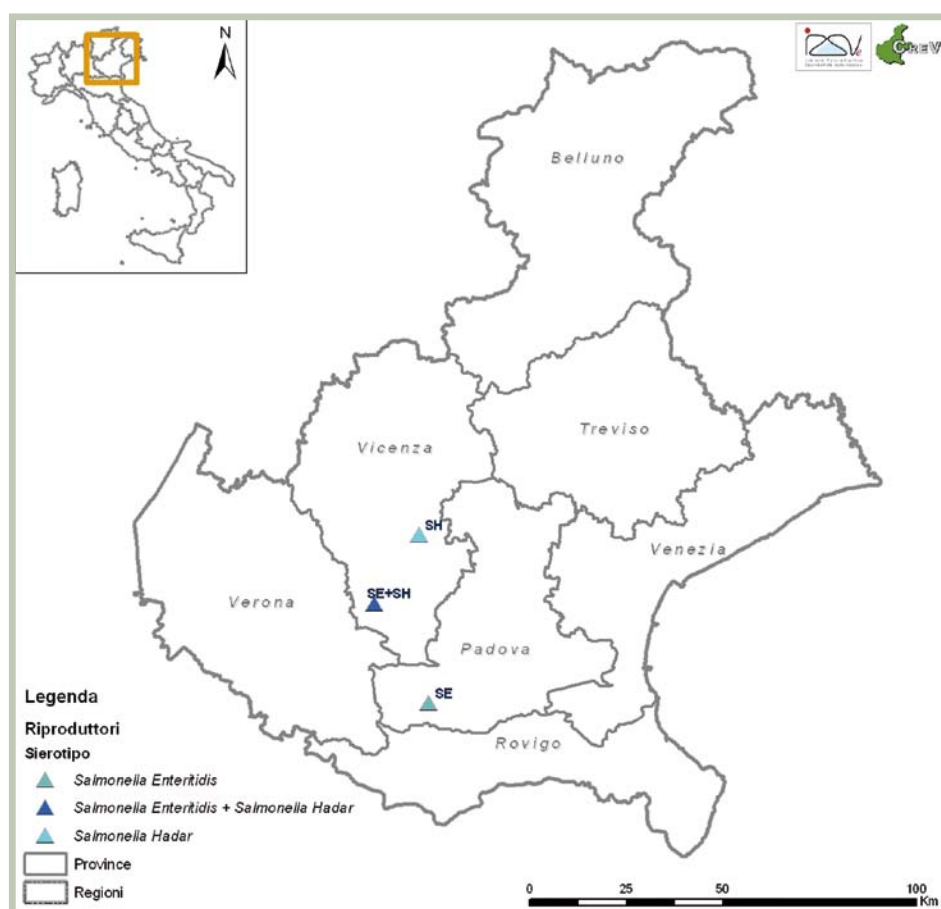 N
CREV
Belluno
Treviso
Vicenza
SH
Venezia
SE+SH
Verona
Padova
SE
Rovigo
Legenda
Riproduttori
Sierotipo
Salmonella Enteritidis
Salmonella Enteritidis + Salmonella Hadar
Salmonella Hadar
Province
Regioni
0 25 50 100
Km